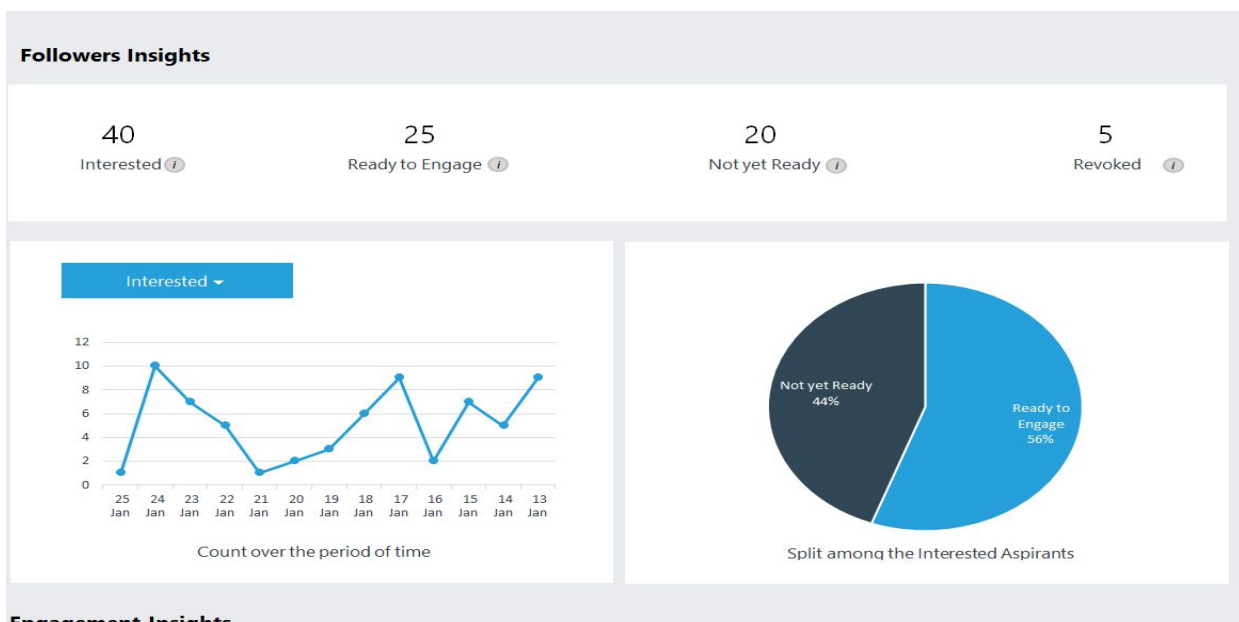 Followers Insights
40
Interested i
25
Ready to Engage i
20
Not yet Ready i
5
Revoked i
Interested
12
10
8
6
4
2
0
25 Jan
24 Jan
23 Jan
22 Jan
21 Jan
20 Jan
19 Jan
18 Jan
17 Jan
16 Jan
15 Jan
14 Jan
13 Jan
Count over the period of time
Not yet Ready
44%
Ready to
Engage
56%
Split among the Interested Aspirants
Engagement Insights